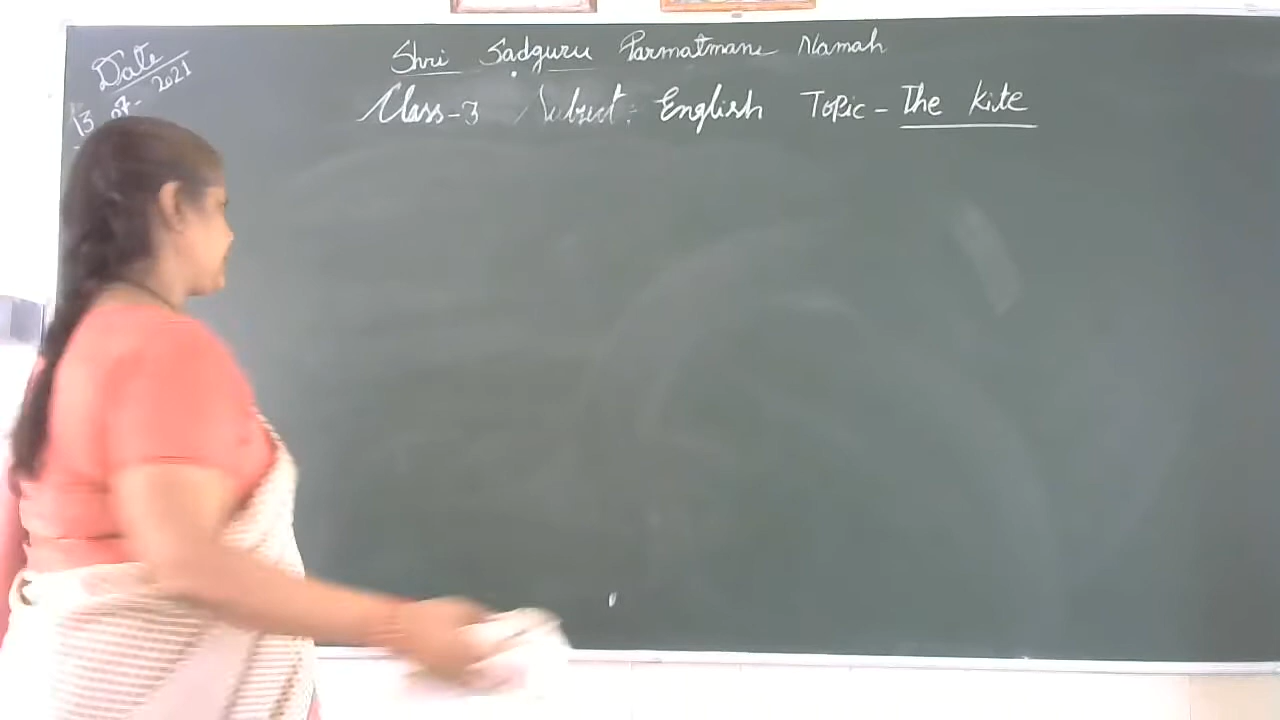 Date
13 07- 2021
Shri Sadguru Parmatmane Namah
Class-3 Subject: English Topic - The Kite